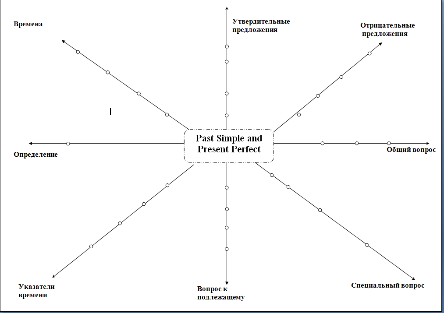 Времена
Утвердительные
предложения
Отрицательные
предложения
Past Simple and
Present Perfect
Определение
Общий вопрос
Указатели
времени
Вопрос к
подлежащему
Специальный вопрос